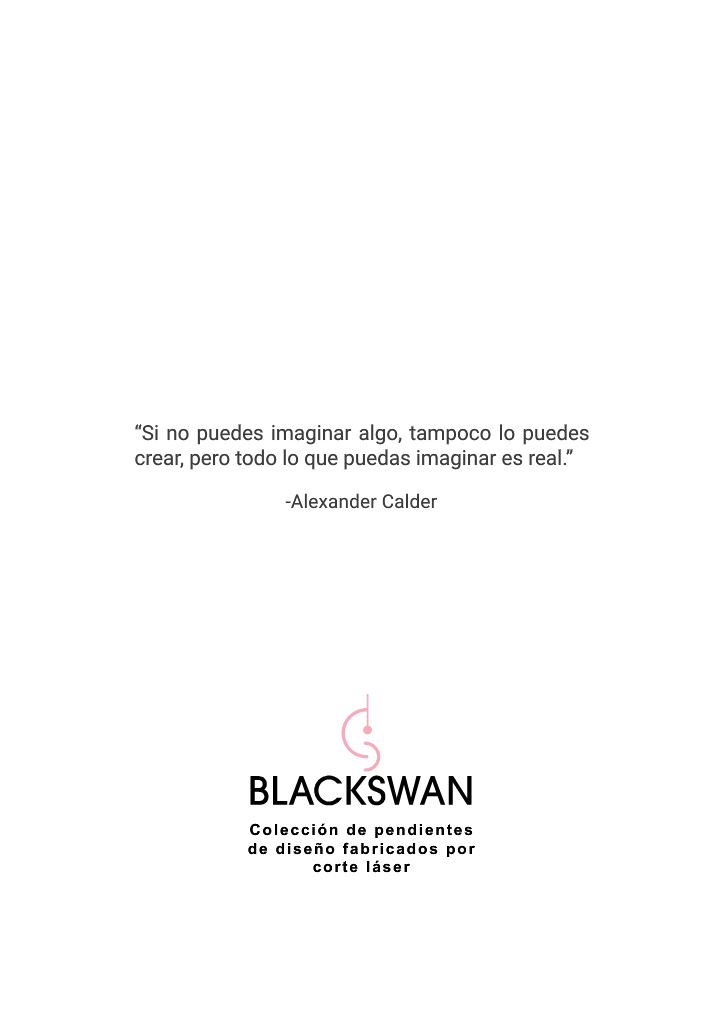 “Si no puedes imaginar algo, tampoco lo puedes
crear, pero todo lo que puedas imaginar es real.”
-Alexander Calder
BLACKSWAN
Colección de pendientes
de diseño fabricados por
corte láser